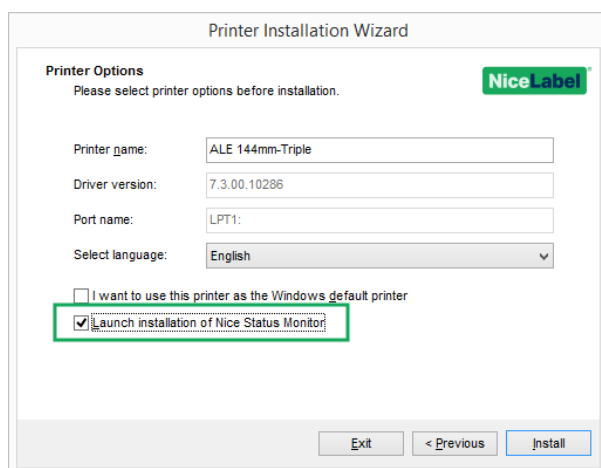 Printer Installation Wizard
Printer Options
Please select printer options before installation.
NiceLabel
Printer name:
ALE 144mm-Triple
Driver version:
7.3.00.10286
Port name:
LPT1:
Select language:
English
I want to use this printer as the Windows default printer
Launch installation of Nice Status Monitor
Exit
< Previous
Install